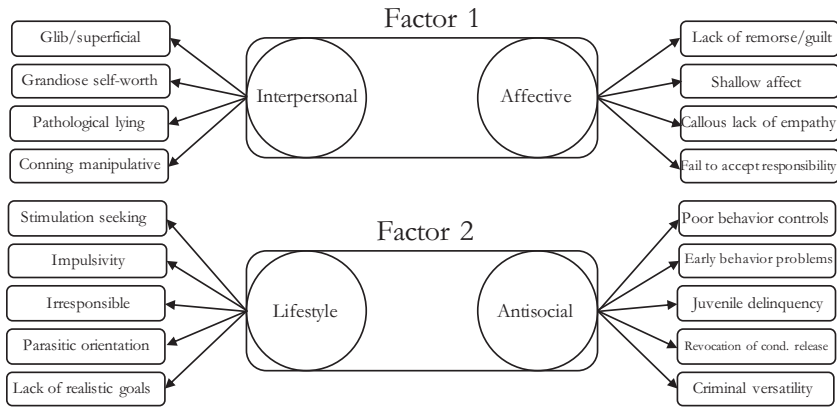 Factor 1
Glib/superficial
Grandiose self-worth
Pathological lying
Conning manipulative
Interpersonal
Affective
Lack of remorse/guilt
Shallow affect
Callous lack of empathy
Fail to accept responsibility
Factor 2
Stimulation seeking
Impulsivity
Irresponsible
Parasitic orientation
Lack of realistic goals
Lifestyle
Antisocial
Poor behavior controls
Early behavior problems
Juvenile delinquency
Revocation of cond. release
Criminal versatility